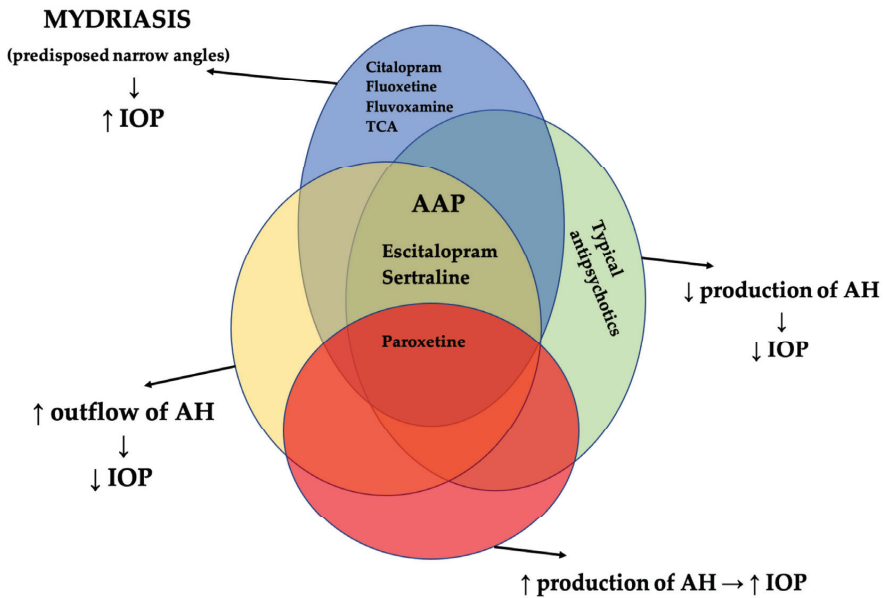 MYDRIASIS
(predisposed narrow angles)
↓
↑ IOP
Citalopram
Fluoxetine
Fluvoxamine
TCA
AAP
Escitalopram
Sertraline
Paroxetine
Typical
antipsychotics
↓ production of AH
↓
↓ IOP
↑ outflow of AH
↓
↓ IOP
↑ production of AH → ↑ IOP